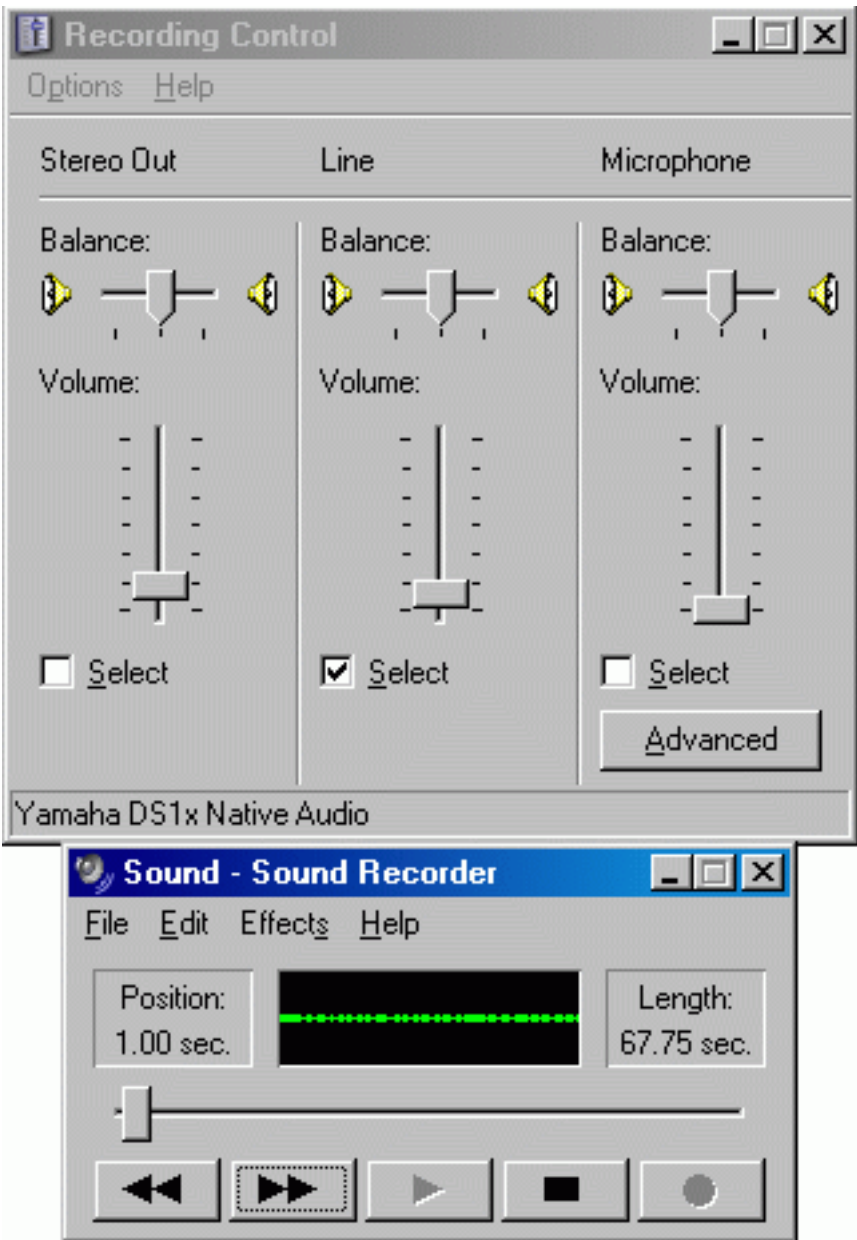 Recording Control
Options Help
Stereo Out Line Microphone
Balance: Balance: Balance:
Volume: Volume: Volume:
Select Select Select
Advanced
Yamaha DS1x Native Audio
Sound - Sound Recorder
File Edit Effects Help
Position: Length:
1.00 sec. 67.75 sec.